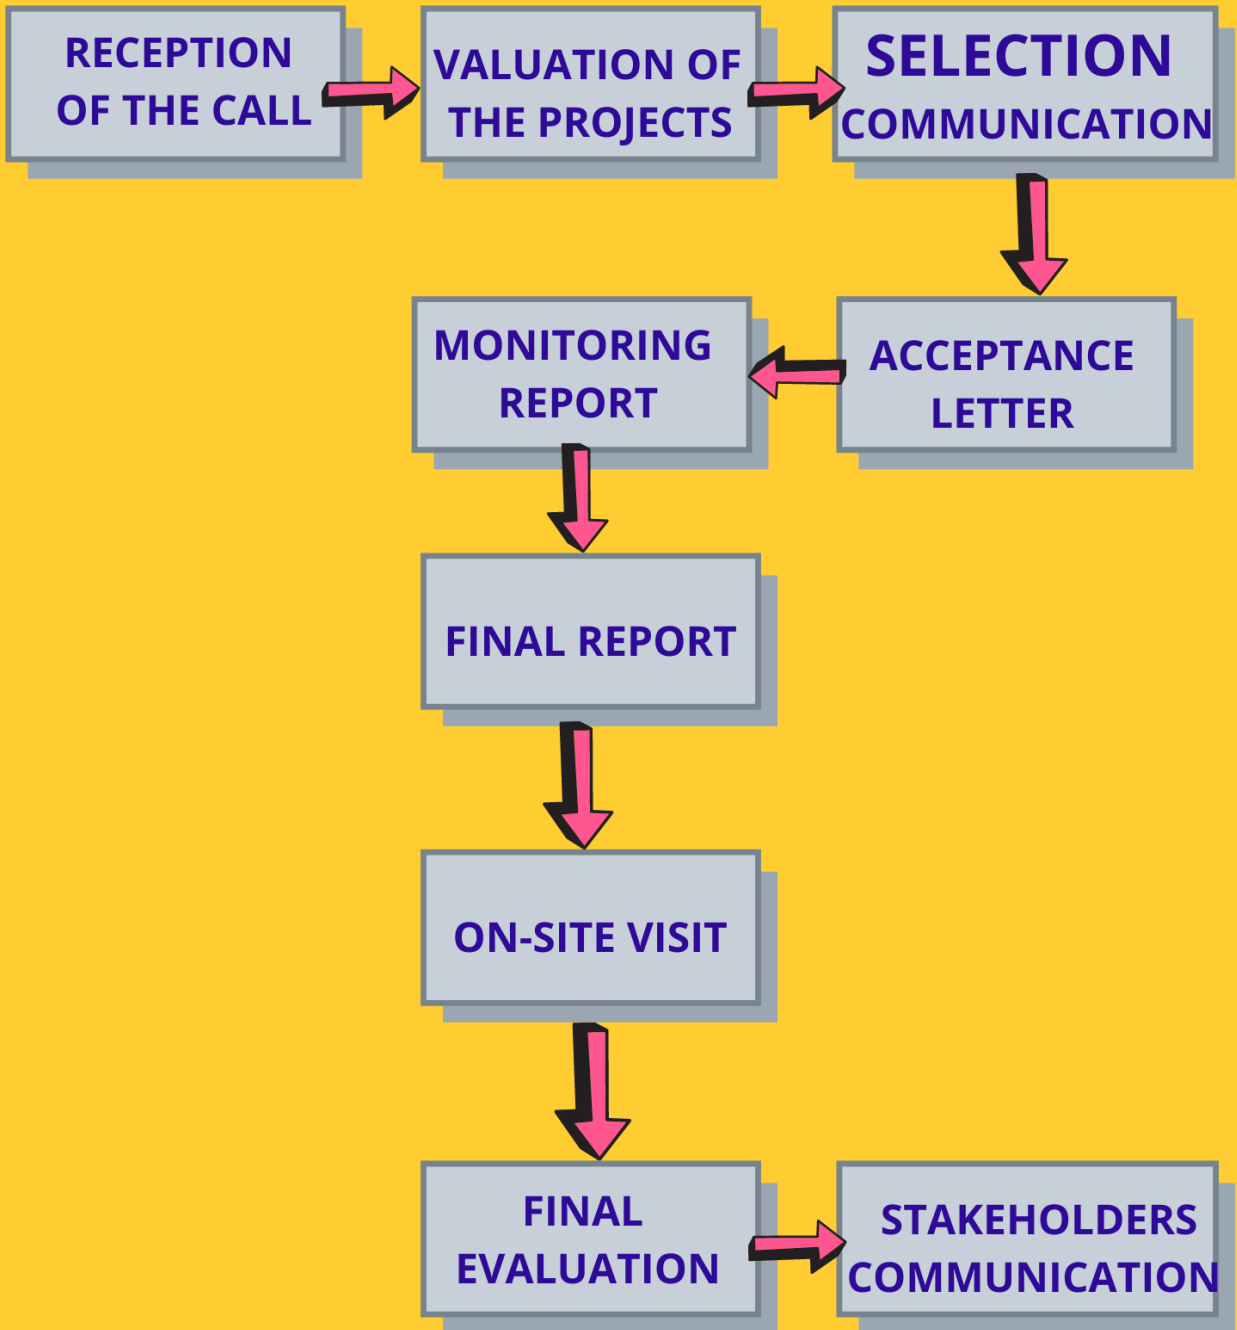 RECEPTION
OF THE CALL
VALUATION OF
THE PROJECTS
SELECTION
COMMUNICATION
ACCEPTANCE
LETTER
MONITORING
REPORT
FINAL REPORT
ON-SITE VISIT
FINAL
EVALUATION
STAKEHOLDERS
COMMUNICATION